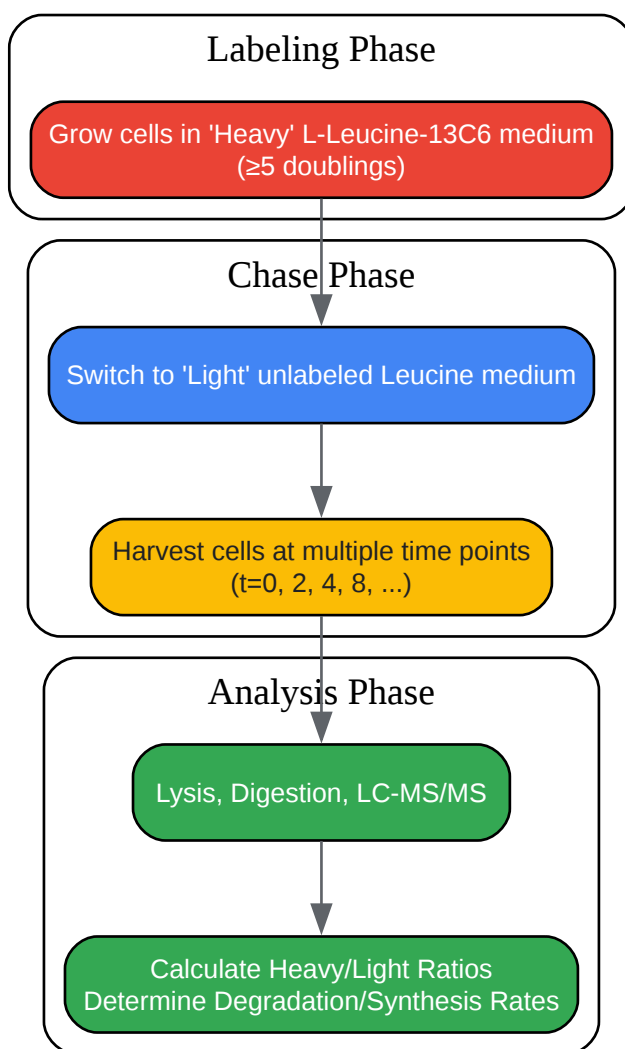 Labeling Phase
Grow cells in 'Heavy' L-Leucine-13C6 medium
(≥5 doublings)
Chase Phase
Switch to 'Light' unlabeled Leucine medium
Harvest cells at multiple time points
(t=0, 2, 4, 8, ...)
Analysis Phase
Lysis, Digestion, LC-MS/MS
Calculate Heavy/Light Ratios
Determine Degradation/Synthesis Rates